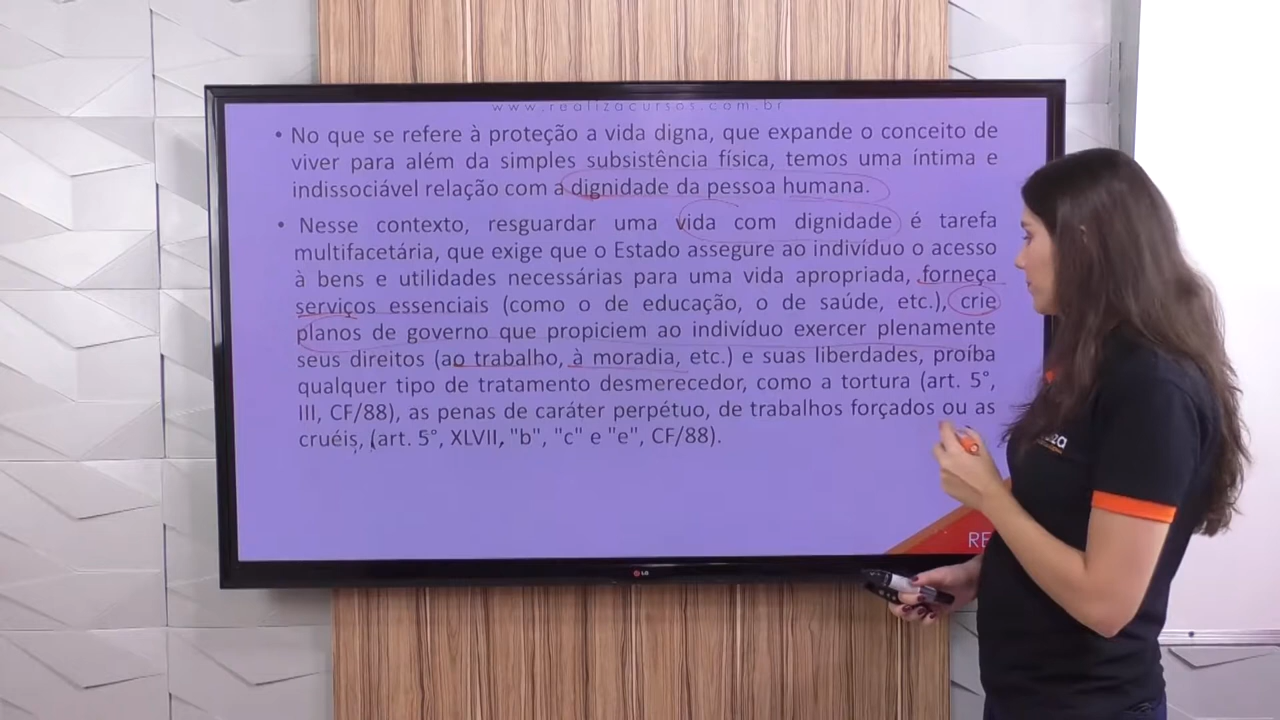 www.realizacursos.com.br
• No que se refere à proteção a vida digna, que expande o conceito de
viver para além da simples subsistência física, temos uma íntima e
indissociável relação com a dignidade da pessoa humana.
• Nesse contexto, resguardar uma vida com dignidade é tarefa
multifacetária, que exige que o Estado assegure ao indivíduo o acesso
à bens e utilidades necessárias para uma vida apropriada, forneça
serviços essenciais (como o de educação, o de saúde, etc.), crie
planos de governo que propiciem ao indivíduo exercer plenamente
seus direitos (ao trabalho, à moradia, etc.) e suas liberdades, proíba
qualquer tipo de tratamento desmerecedor, como a tortura (art. 5°,
III, CF/88), as penas de caráter perpétuo, de trabalhos forçados ou as
cruéis, (art. 5°, XLVII, "b", "c" e "e", CF/88).
RE
LG